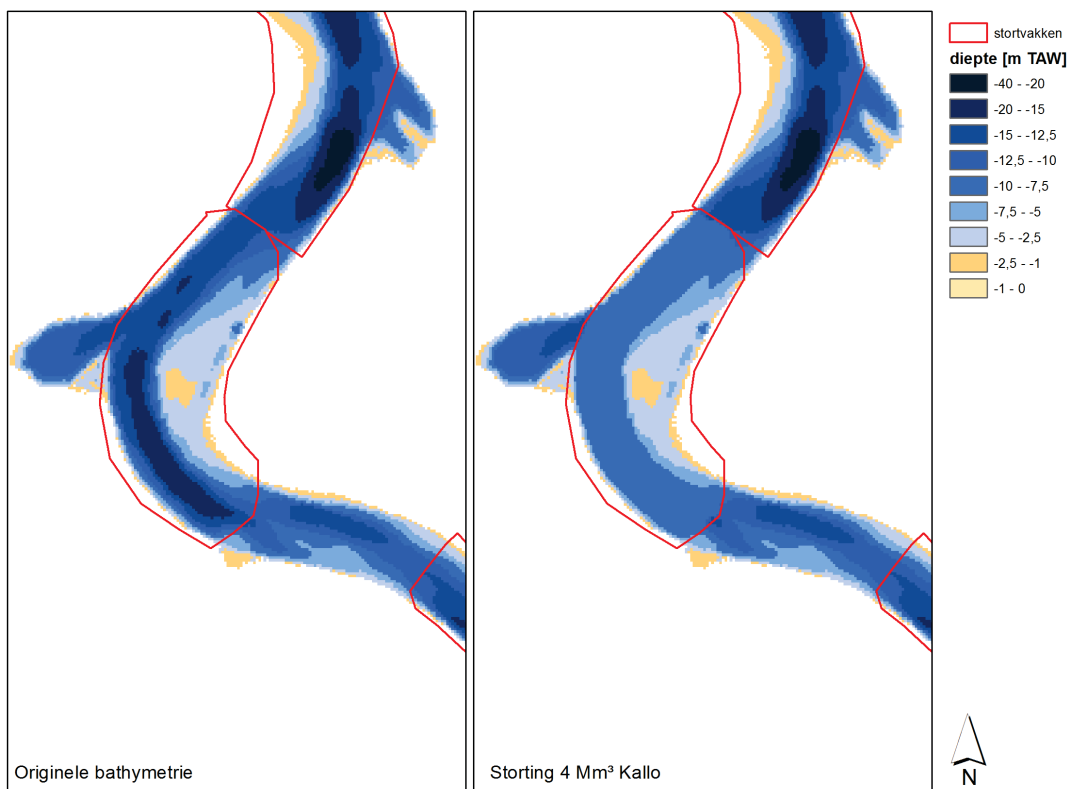 stortvakken
diepte [m TAW]
-40 - -20
-20 - -15
-15 - -12,5
-12,5 - -10
-10 - -7,5
-7,5 - -5
-5 - -2,5
-2,5 - -1
-1 - 0
N
Originele bathymetrie
Storting 4 Mm³ Kallo